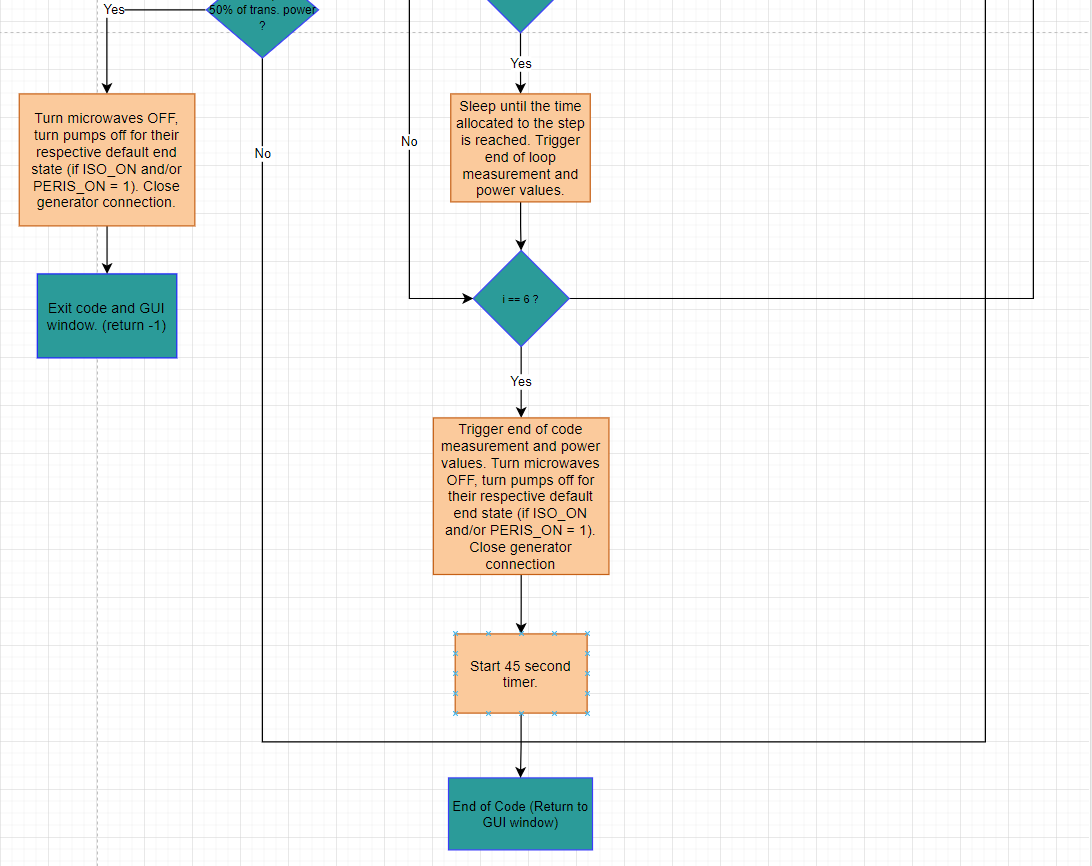 Yes
50% of trans. power
?
Yes
Turn microwaves OFF,
turn pumps off for their
respective default end
state (if ISO_ON and/or
PERIS_ON = 1). Close
generator connection.
No
No
Sleep until the time
allocated to the step
is reached. Trigger
end of loop
measurement and
power values.
Exit code and GUI
window. (return -1)
i == 6 ?
Yes
Trigger end of code
measurement and power
values. Turn microwaves
OFF, turn pumps off for
their respective default
end state (if ISO_ON
and/or PERIS_ON = 1).
Close generator
connection
Start 45 second
timer.
End of Code (Return to
GUI window)